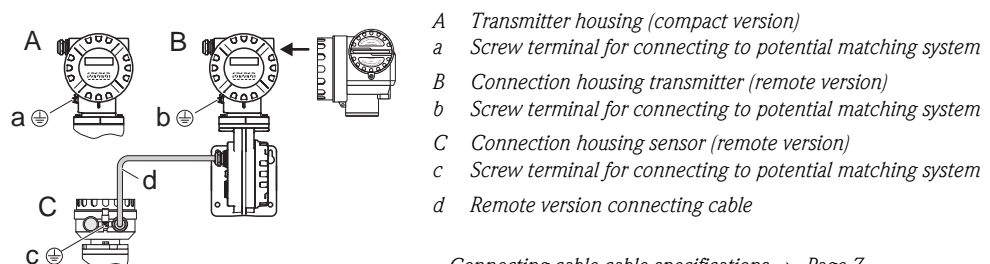 A
B
a
b
d
C
c
A Transmitter housing (compact version)
a Screw terminal for connecting to potential matching system
B Connection housing transmitter (remote version)
b Screw terminal for connecting to potential matching system
C Connection housing sensor (remote version)
c Screw terminal for connecting to potential matching system
d Remote version connecting cable
Connecting cable cable specifications → Page 7